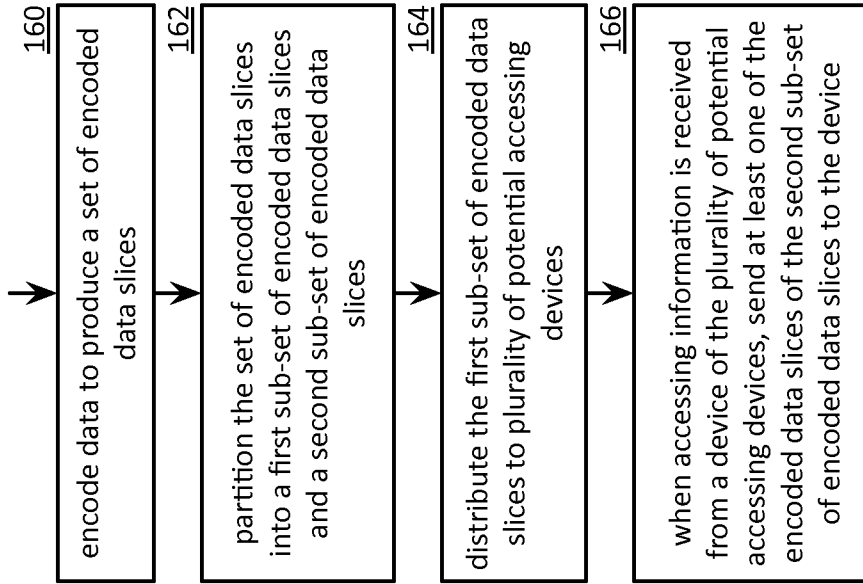 160
encode data to produce a set of encoded
data slices
162
partition the set of encoded data slices
into a first sub-set of encoded data slices
and a second sub-set of encoded data
slices
164
distribute the first sub-set of encoded data
slices to plurality of potential accessing
devices
166
when accessing information is received
from a device of the plurality of potential
accessing devices, send at least one of the
encoded data slices of the second sub-set
of encoded data slices to the device